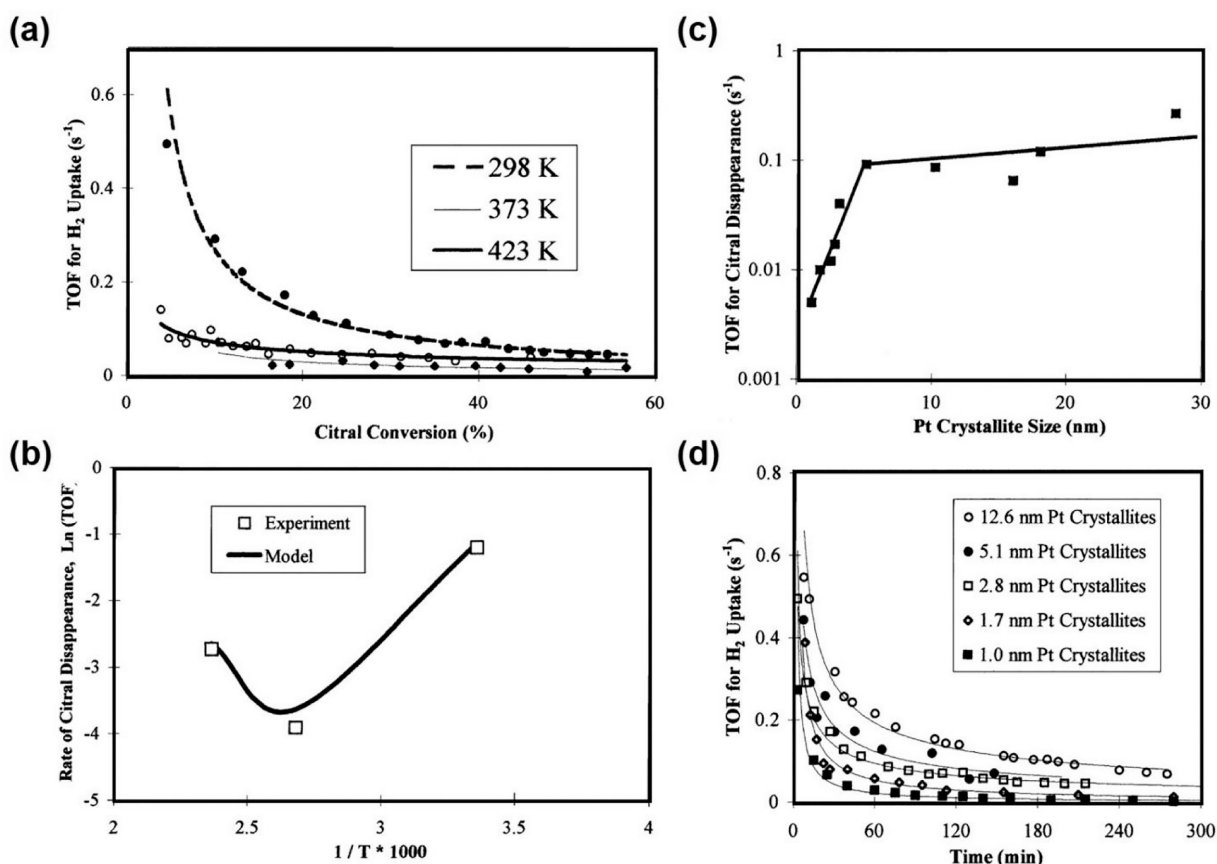 (a)
0.6
0.4
0.2
0
TOF for H₂ Uptake (s⁻¹)
298 K
373 K
423 K
0 20 40 60
Citral Conversion (%)
(c)
1
0.1
0.01
0.001
TOF for Citral Disappearance (s⁻¹)
0 10 20 30
Pt Crystallite Size (nm)
(b)
0
-1
-2
-3
-4
-5
Rate of Citral Disappearance, Ln (TOF
Experiment
Model
2 2.5 3 3.5 4
1 / T * 1000
(d)
0.8
0.6
0.4
0.2
0
TOF for H₂ Uptake (s⁻¹)
12.6 nm Pt Crystallites
5.1 nm Pt Crystallites
2.8 nm Pt Crystallites
1.7 nm Pt Crystallites
1.0 nm Pt Crystallites
0 60 120 180 240 300
Time (min)